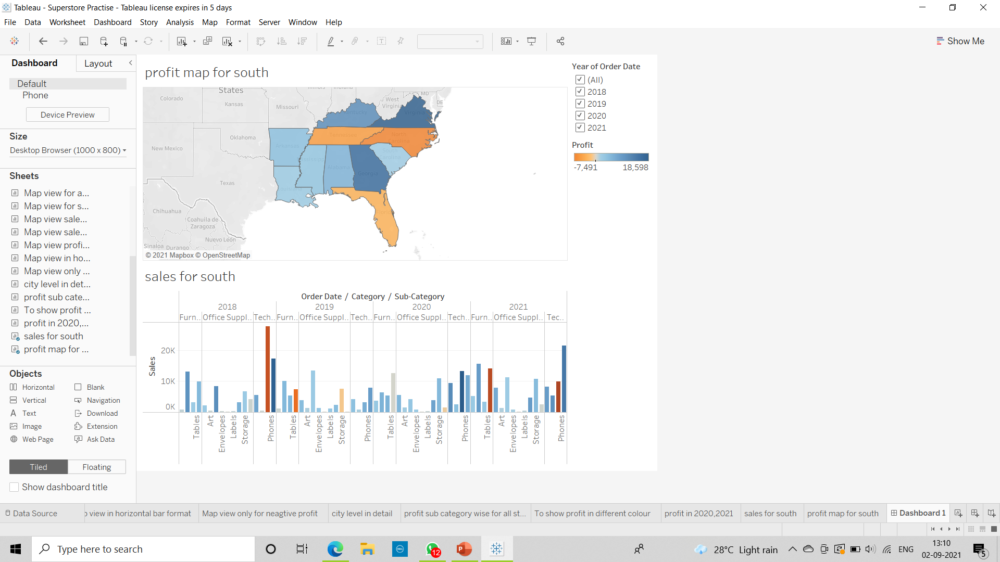 Tableau - Superstore Practise - Tableau license expires in 5 days
File Data Worksheet Dashboard Story Analysis Map Format Server Window Help
Show Me
Dashboard Layout
Default
Phone
Device Preview
Size
Desktop Browser (1000 x 800)
Sheets
Map view for a...
Map view for s...
Map view sale...
Map view sale...
Map view profi...
Map view in ho...
Map view only ...
city level in det...
profit sub cate...
To show profit ...
profit in 2020,...
sales for south
profit map for ...
Objects
Horizontal Blank
Vertical Navigation
Text Download
Image Extension
Web Page Ask Data
Tiled Floating
Show dashboard title
profit map for south
States
Colorado
Kansas
Missouri
West Virginia
MD
DE
Kentucky
Virginia
Oklahoma
Arkansas
Tennessee
North Carolina
New Mexico
Mississippi
Alabama
South Carolina
Georgia
Texas
Florida
Chihuahua
Coahuila de Zaragoza
Nuevo León
Sinaloa
Durango
© 2021 Mapbox © OpenStreetMap
Year of Order Date
(All)
2018
2019
2020
2021
Profit
-7,491 18,598
sales for south
Order Date / Category / Sub-Category
2018 2019 2020 2021
Furn.. Office Suppl.. Tech.. Furn.. Office Suppl.. Tech.. Furn.. Office Suppl.. Tech.. Furn.. Office Suppl.. Tec...
Sales
20K
10K
0K
Tables Art Envelopes Labels Storage Phones Tables Art Envelopes Labels Storage Phones Tables Art Envelopes Labels Storage Phones Tables Art Envelopes Labels Storage Phones
Data Source view in horizontal bar format Map view only for neagtive profit city level in detail profit sub category wise for all st... To show profit in different colour profit in 2020,2021 sales for south profit map for south Dashboard 1
Type here to search
DELL
12
P
28°C Light rain
ENG
13:10
02-09-2021
5